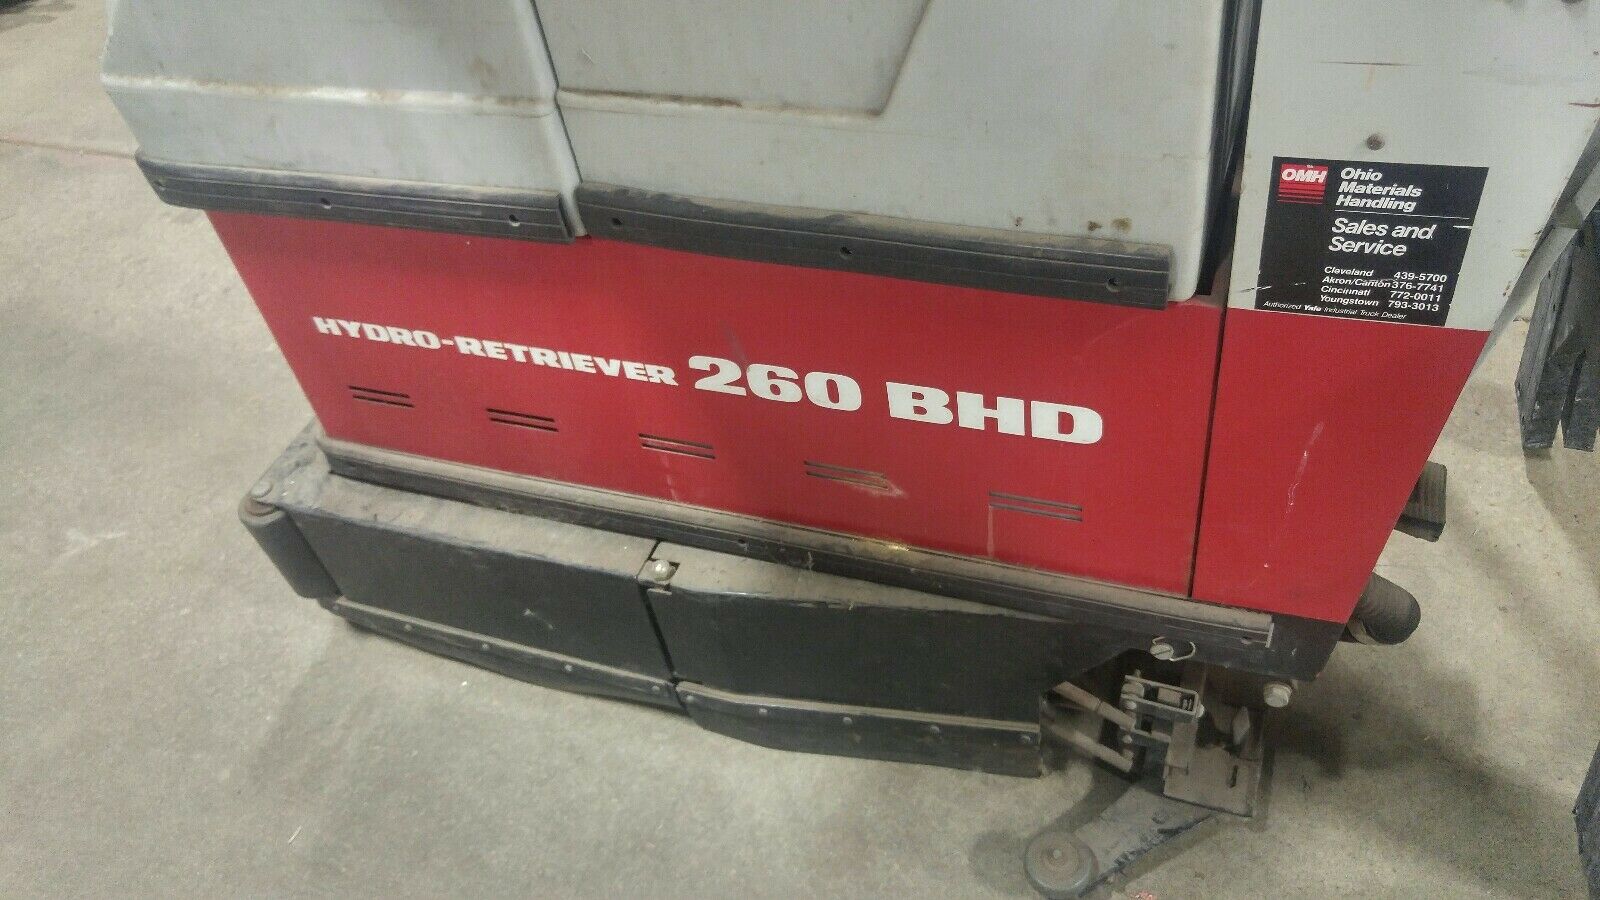 HYDRO-RETRIEVER 260 BHD
OMH
Ohio
Materials
Handling
Sales and
Service
Cleveland 439-5700
Akron/Canton 376-7741
Cincinnati 772-0011
Youngstown 793-3013
Authorized Yale Industrial Truck Dealer